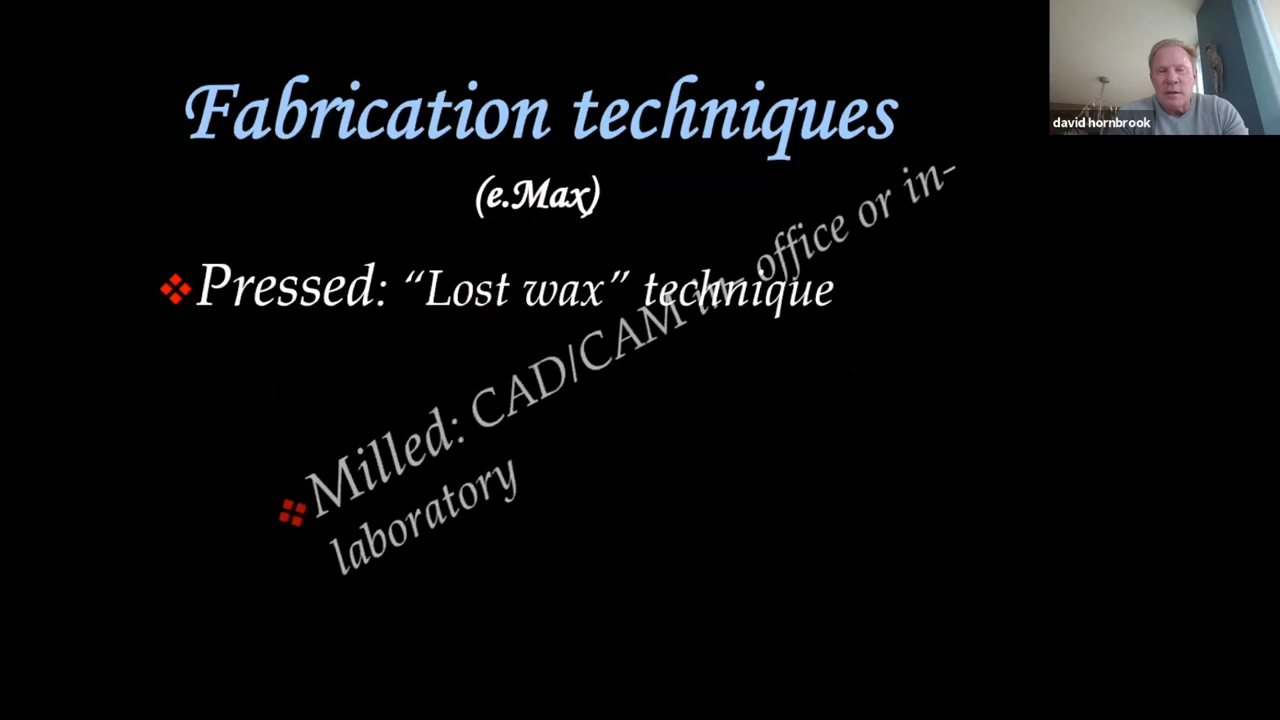 Fabrication techniques
(e.Max)
Pressed: “Lost wax” technique
Milled: CAD/CAM in- office or in-
laboratory
david hornbrook